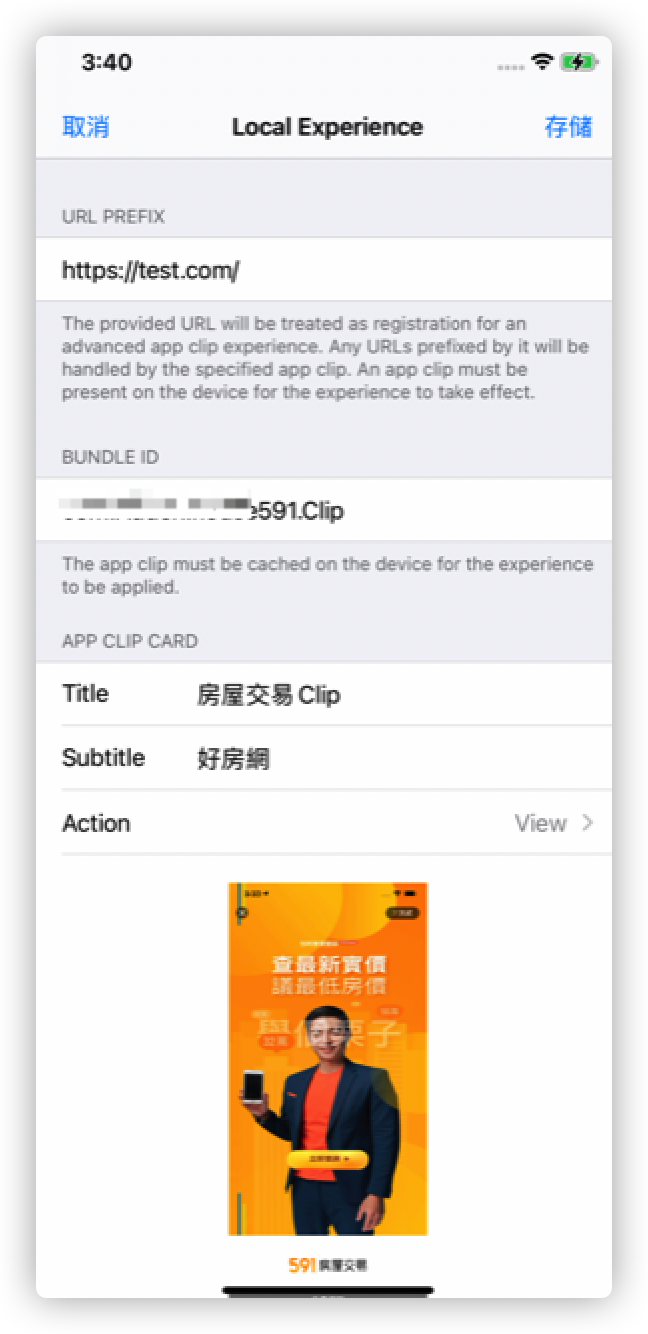 3:40
取消
Local Experience
存储
URL PREFIX
https://test.com/
The provided URL will be treated as registration for an
advanced app clip experience. Any URLs prefixed by it will be
handled by the specified app clip. An app clip must be
present on the device for the experience to take effect.
BUNDLE ID
e591.Clip
The app clip must be cached on the device for the experience
to be applied.
APP CLIP CARD
Title 房屋交易 Clip
Subtitle 好房網
Action View
查最新實價
議最低房價
591 房屋交易